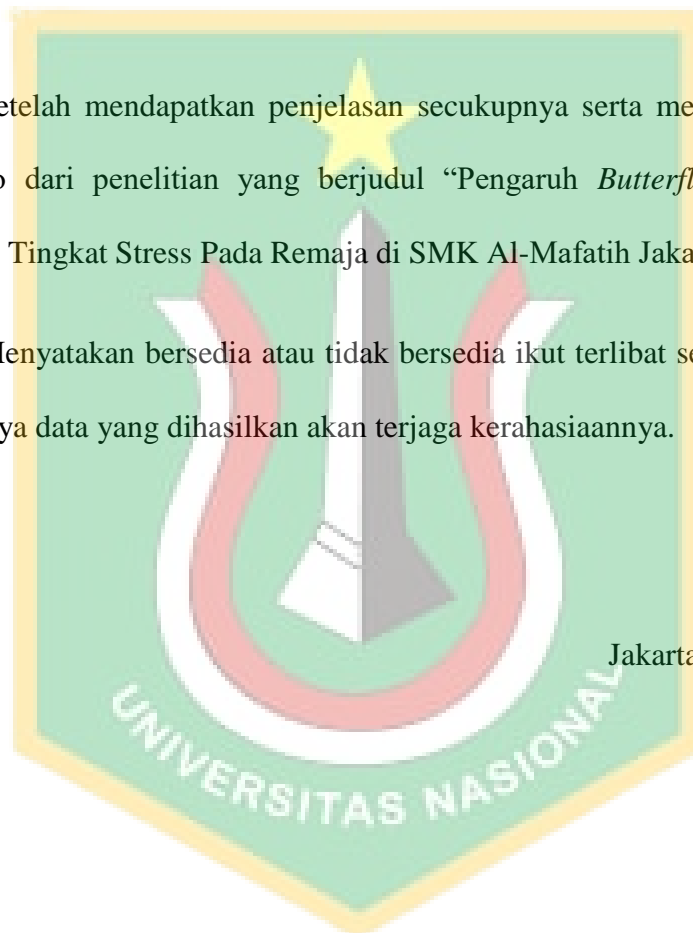 etelah mendapatkan penjelasan secukupnya serta me
dari penelitian yang berjudul “Pengaruh Butterfl
Tingkat Stress Pada Remaja di SMK Al-Mafatih Jaka
enyatakan bersedia atau tidak bersedia ikut terlibat se
ya data yang dihasilkan akan terjaga kerahasiaannya.
Jakarta
UNIVERSITAS NASIONAL